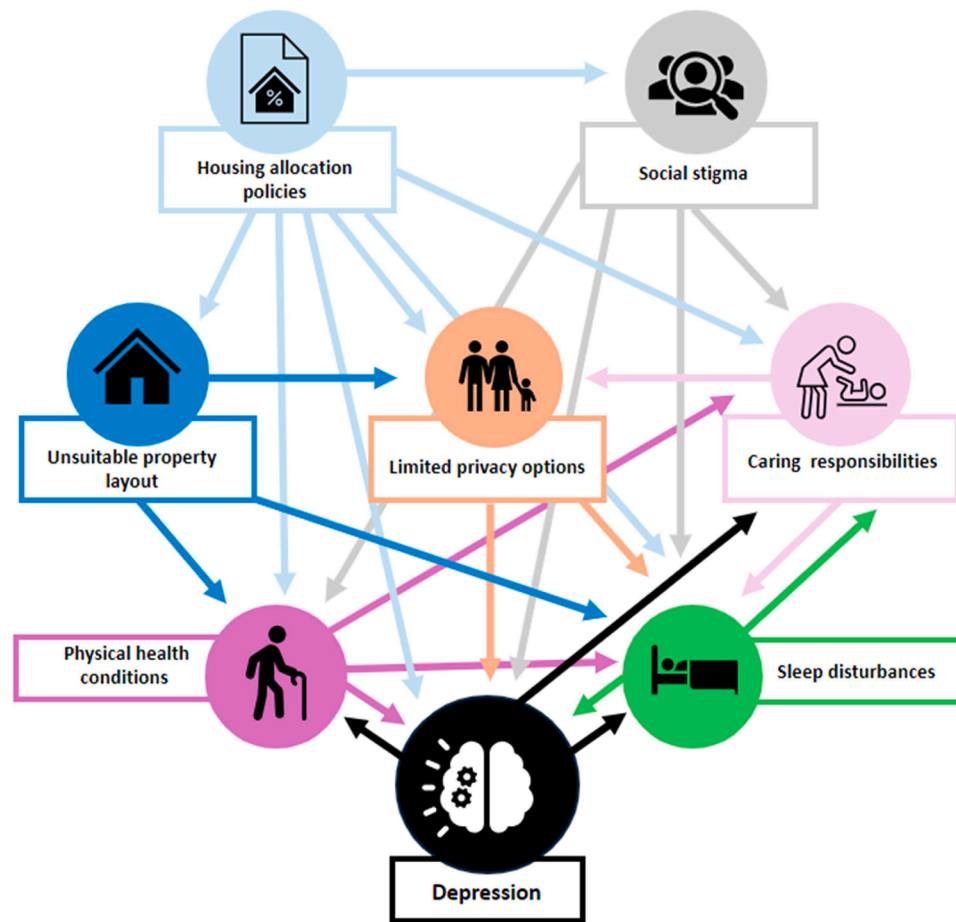 %
Housing allocation
policies
Social stigma
Unsuitable property
layout
Limited privacy options
Caring responsibilities
Physical health
conditions
Sleep disturbances
Depression